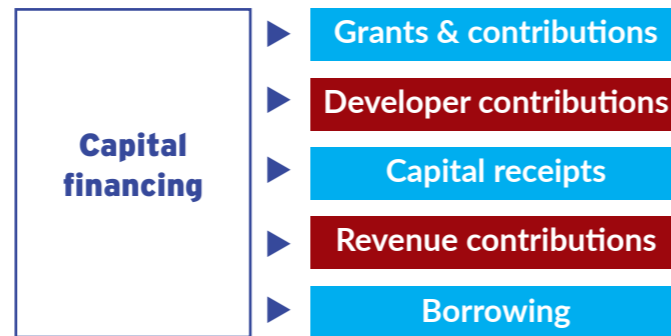 Capital
financing
Grants & contributions
Developer contributions
Capital receipts
Revenue contributions
Borrowing